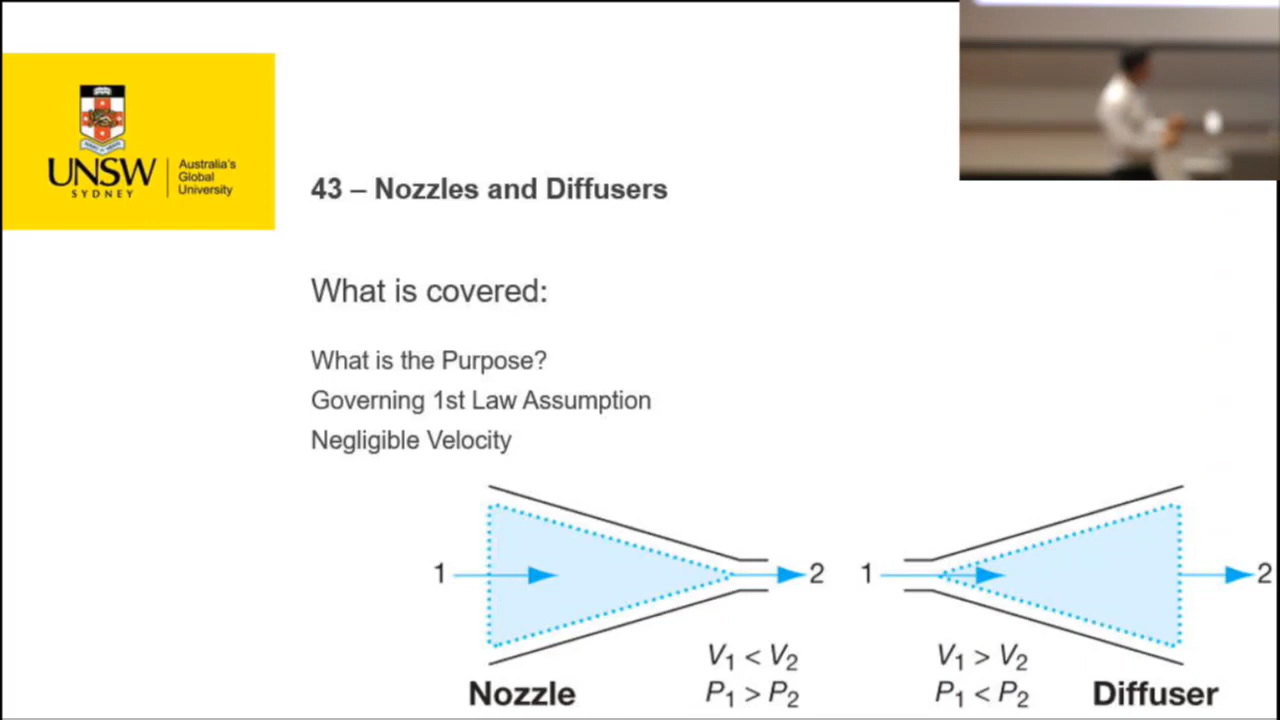 UNSW
SYDNEY
Australia's
Global
University
43 – Nozzles and Diffusers
What is covered:
What is the Purpose?
Governing 1st Law Assumption
Negligible Velocity
1
2
1
2
V₁ < V₂
P₁ > P₂
V₁ > V₂
P₁ < P₂
Nozzle
Diffuser